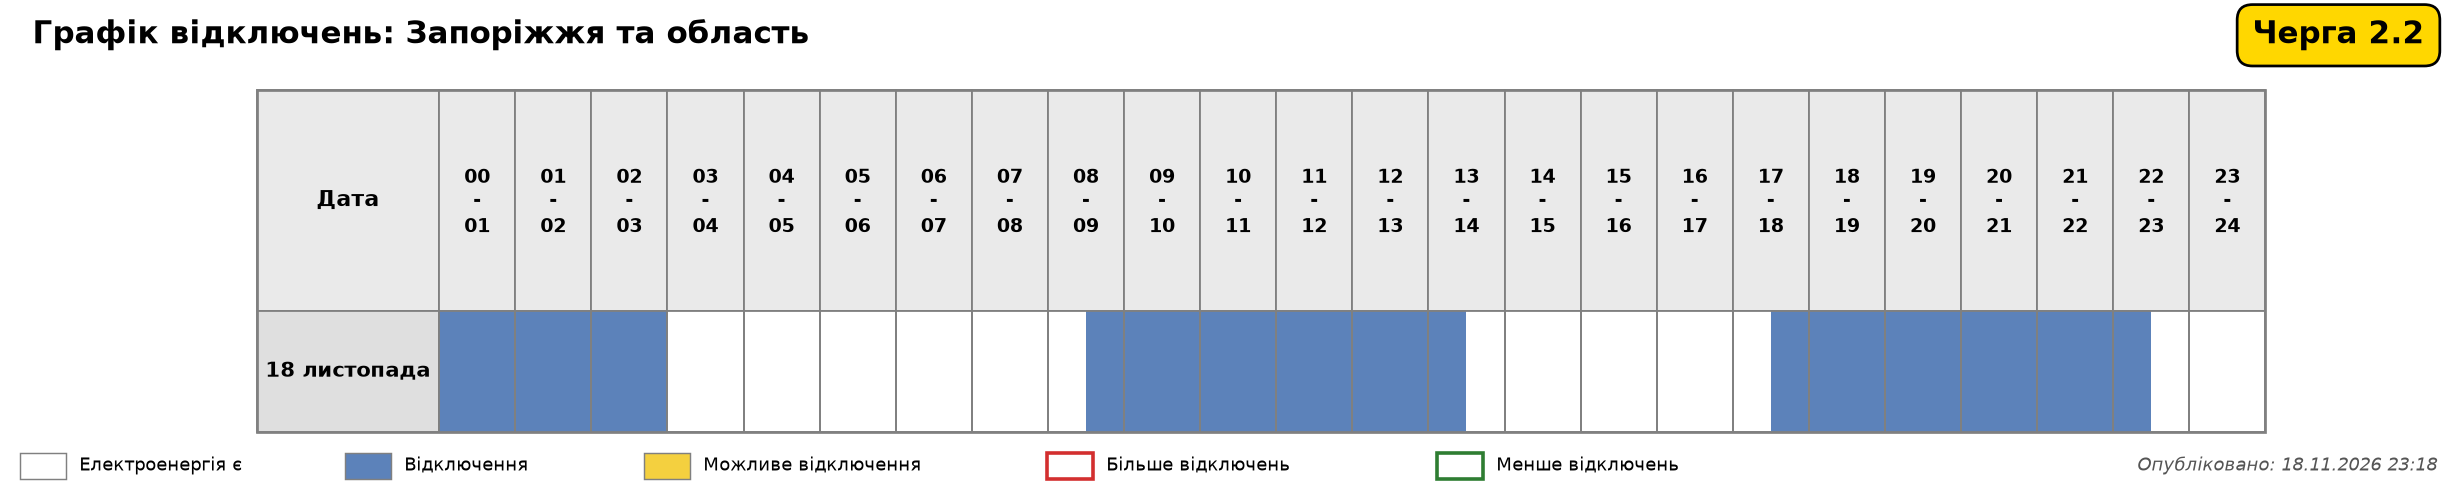 Графік відключень: Запоріжжя та область
Черга 2.2
Дата
00 - 01
01 - 02
02 - 03
03 - 04
04 - 05
05 - 06
06 - 07
07 - 08
08 - 09
09 - 10
10 - 11
11 - 12
12 - 13
13 - 14
14 - 15
15 - 16
16 - 17
17 - 18
18 - 19
19 - 20
20 - 21
21 - 22
22 - 23
23 - 24
18 листопада
Електроенергія є
Відключення
Можливе відключення
Більше відключень
Менше відключень
Опубліковано: 18.11.2026 23:18